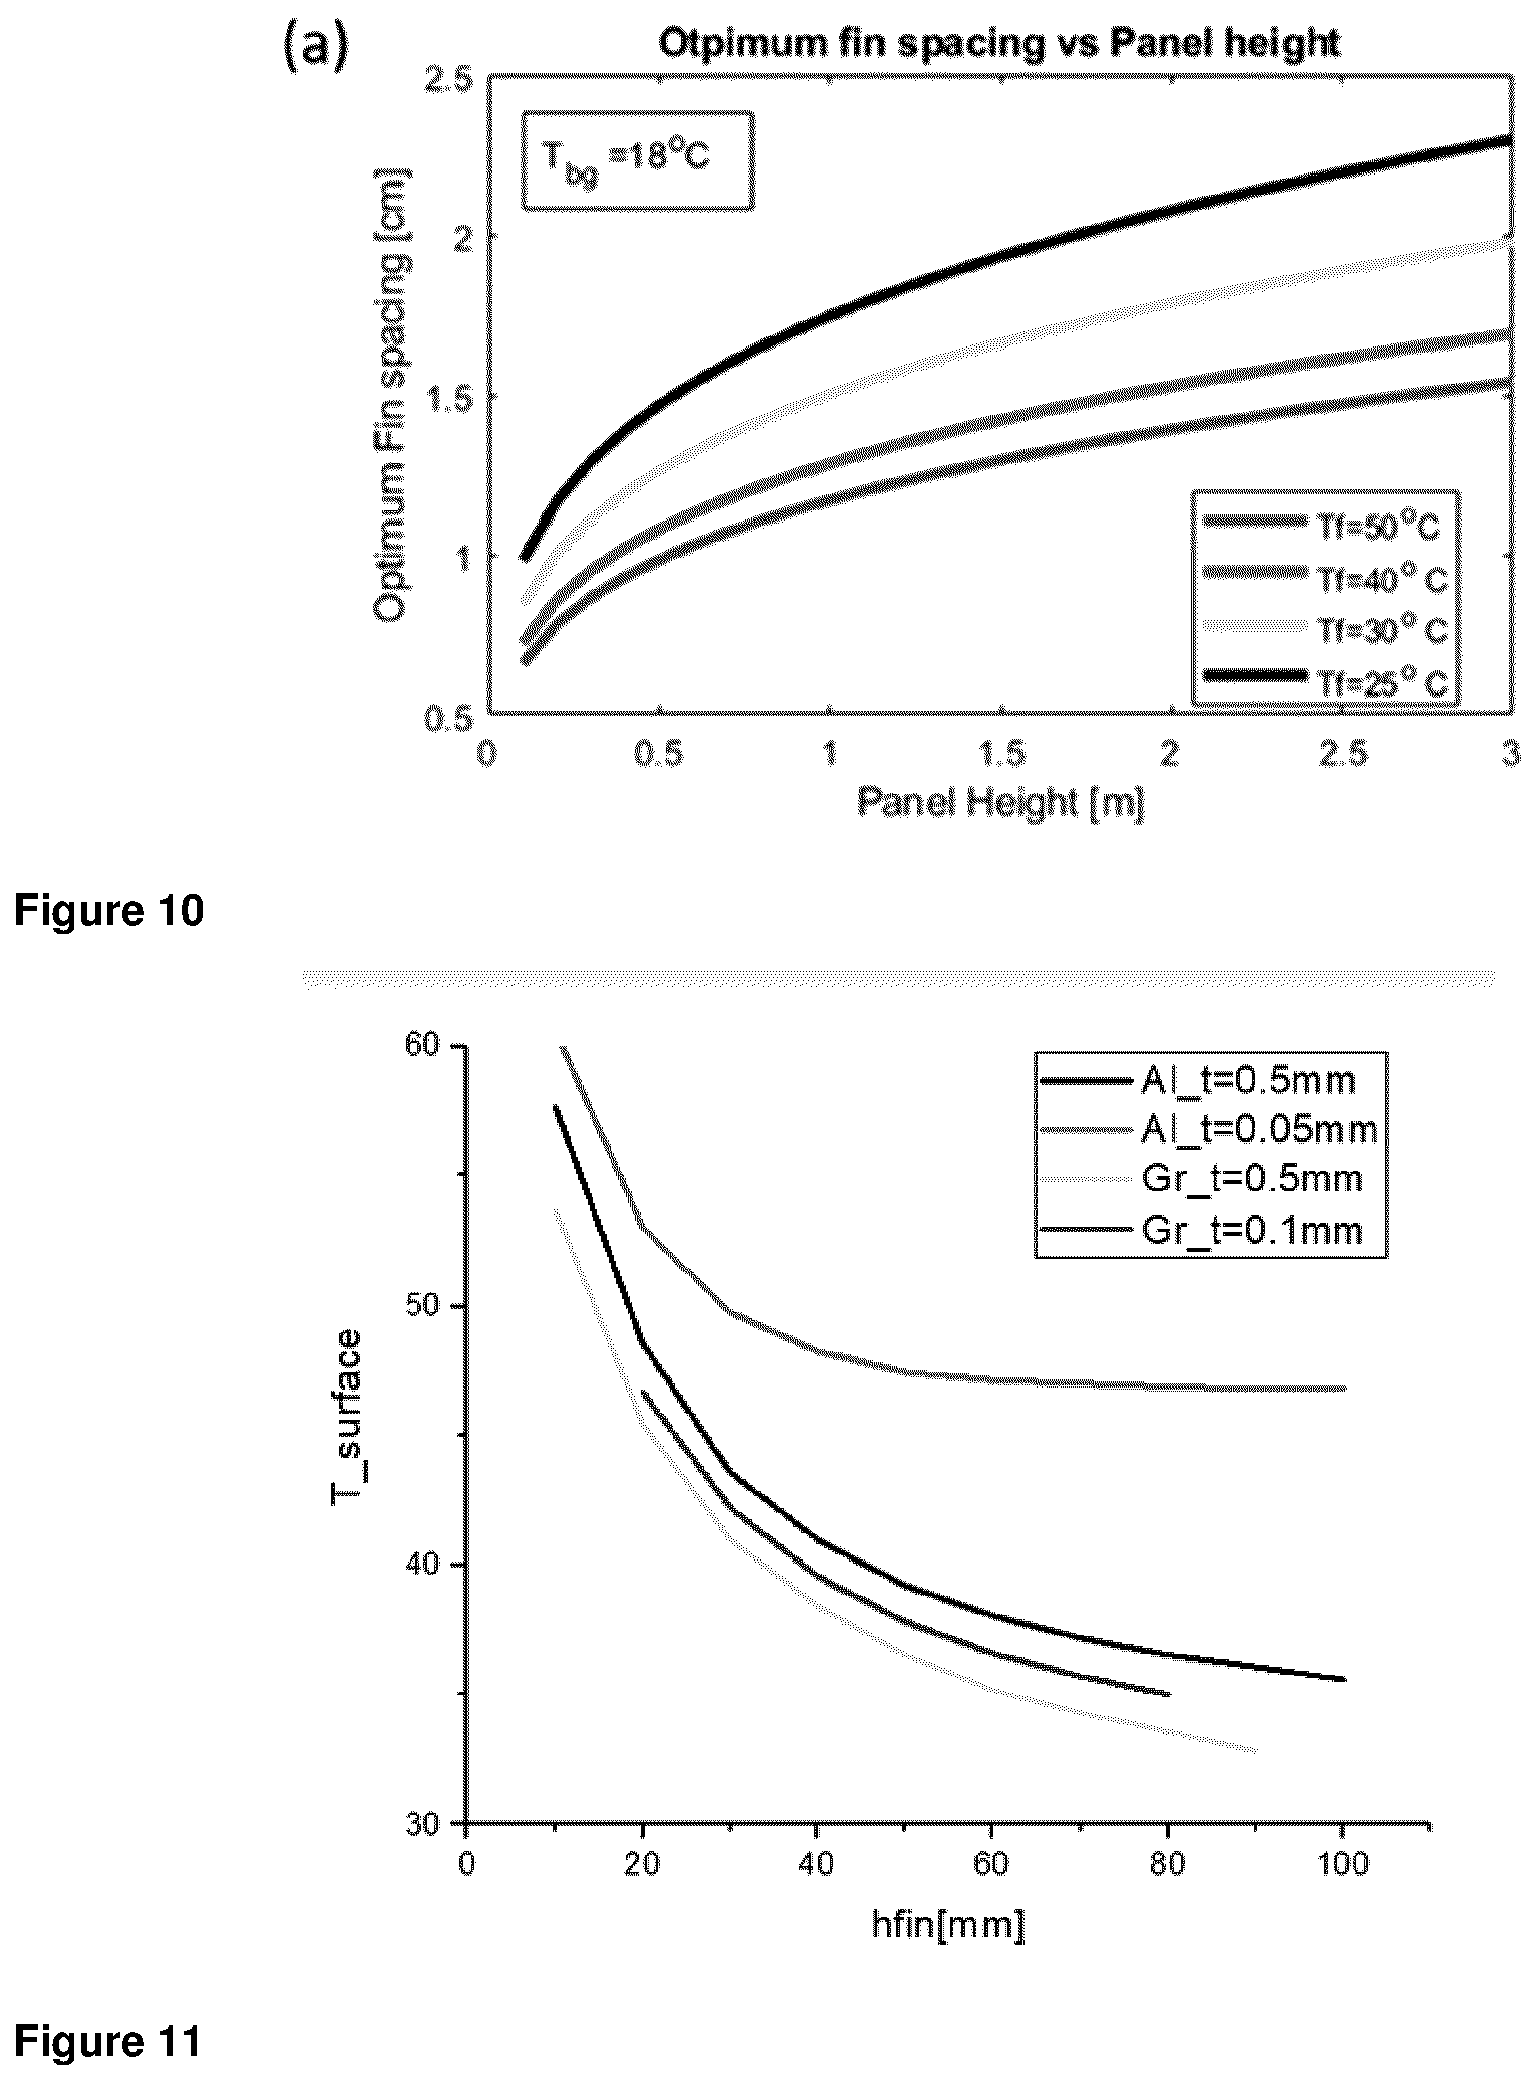 (a)
Otpimum fin spacing vs Panel height
2.5
2
1.5
1
0.5
Optimum Fin spacing [cm]
Tbg =18°C
Tf=50°C
Tf=40° C
Tf=30° C
Tf=25° C
0 0.5 1 1.5 2 2.5 3
Panel Height [m]
Figure 10
60
50
40
30
T_surface
Al_t=0.5mm
Al_t=0.05mm
Gr_t=0.5mm
Gr_t=0.1mm
0 20 40 60 80 100
hfin[mm]
Figure 11